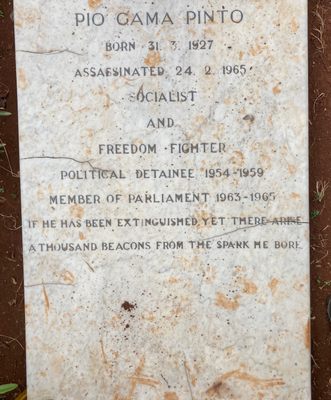 PIO GAMA PINTO
BORN 31. 3. 1927
ASSASSINATED 24. 2. 1965
SOCIALIST
AND
FREEDOM FIGHTER
POLITICAL DETAINEE 1954-1959
MEMBER OF PARLIAMENT 1963-1965
IF HE HAS BEEN EXTINGUISHED, YET THERE ARISE
A THOUSAND BEACONS FROM THE SPARK HE BORE